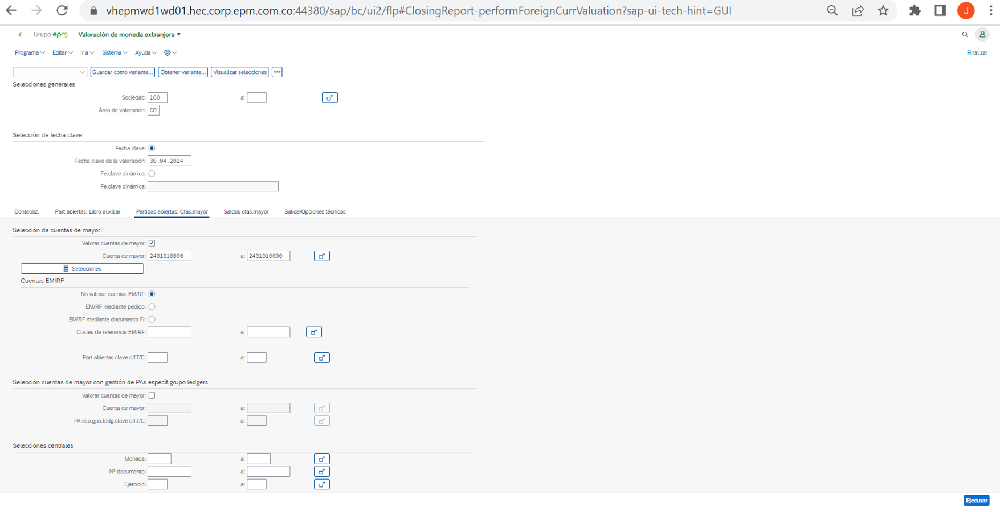 vhepmwd1wd01.hec.corp.epm.com.co:44380/sap/bc/ui2/flp#ClosingReport-performForeignCurrValuation?sap-ui-tech-hint=GUI
J
Grupo·epm Valoración de moneda extranjera
Programa Editar Ir a Sistema Ayuda Finalizar
Guardar como variante... Obtener variante... Visualizar selecciones
Selecciones generales
Sociedad: 100 a:
Área de valoración: CO
Selección de fecha clave
Fecha clave:
Fecha clave de la valoración: 30.04.2024
Fe.clave dinámica:
Fe.clave dinámica:
Contabliz. Part.abiertas: Libro auxiliar Partidas abiertas: Ctas.mayor Saldos ctas.mayor Salida/Opciones técnicas
Selección de cuentas de mayor
Valorar cuentas de mayor:
Cuenta de mayor: 2401010000 a: 2401010000
Selecciones
Cuentas EM/RF
No valorar cuentas EM/RF:
EM/RF mediante pedido:
EM/RF mediante documento FI:
Costes de referencia EM/RF: a:
Part.abiertas clave dif.T/C: a:
Selección cuentas de mayor con gestión de PAs específ.grupo ledgers
Valorar cuentas de mayor:
Cuenta de mayor: a:
PA esp.gpo.ledg.clave dif.T/C: a:
Selecciones centrales
Moneda: a:
Nº documento: a:
Ejercicio: a:
Ejecutar